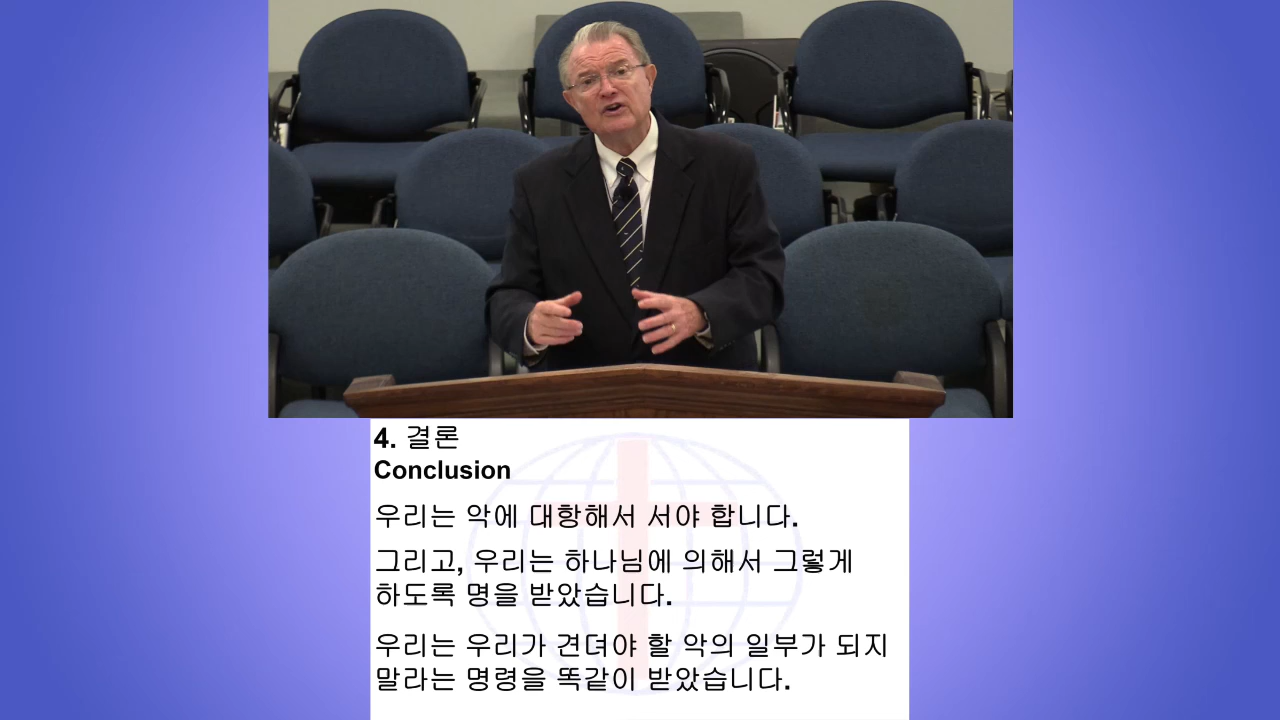 4. 결론
Conclusion
우리는 악에 대항해서 서야 합니다.
그리고, 우리는 하나님에 의해서 그렇게
하도록 명을 받았습니다.
우리는 우리가 견뎌야 할 악의 일부가 되지
말라는 명령을 똑같이 받았습니다.